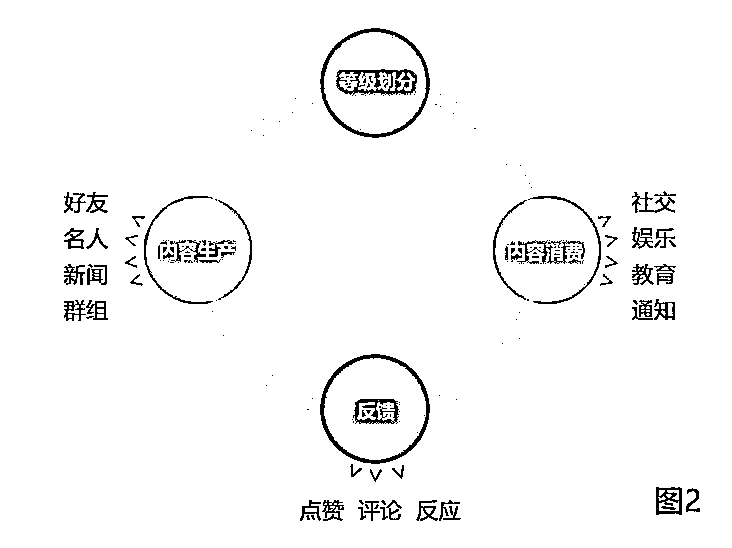 等级划分
好友
名人
新闻
群组
内容生产
内容消费
社交
娱乐
教育
通知
反馈
点赞 评论 反应
图2